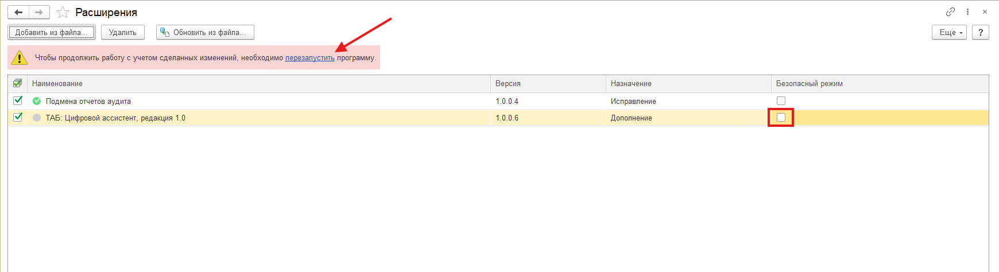 Расширения
Добавить из файла... Удалить Обновить из файла... Еще ?
Чтобы продолжить работу с учетом сделанных изменений, необходимо перезапустить программу.
Наименование Версия Назначение Безопасный режим
Подмена отчетов аудита 1.0.0.4 Исправление
ТАБ: Цифровой ассистент, редакция 1.0 1.0.0.6 Дополнение